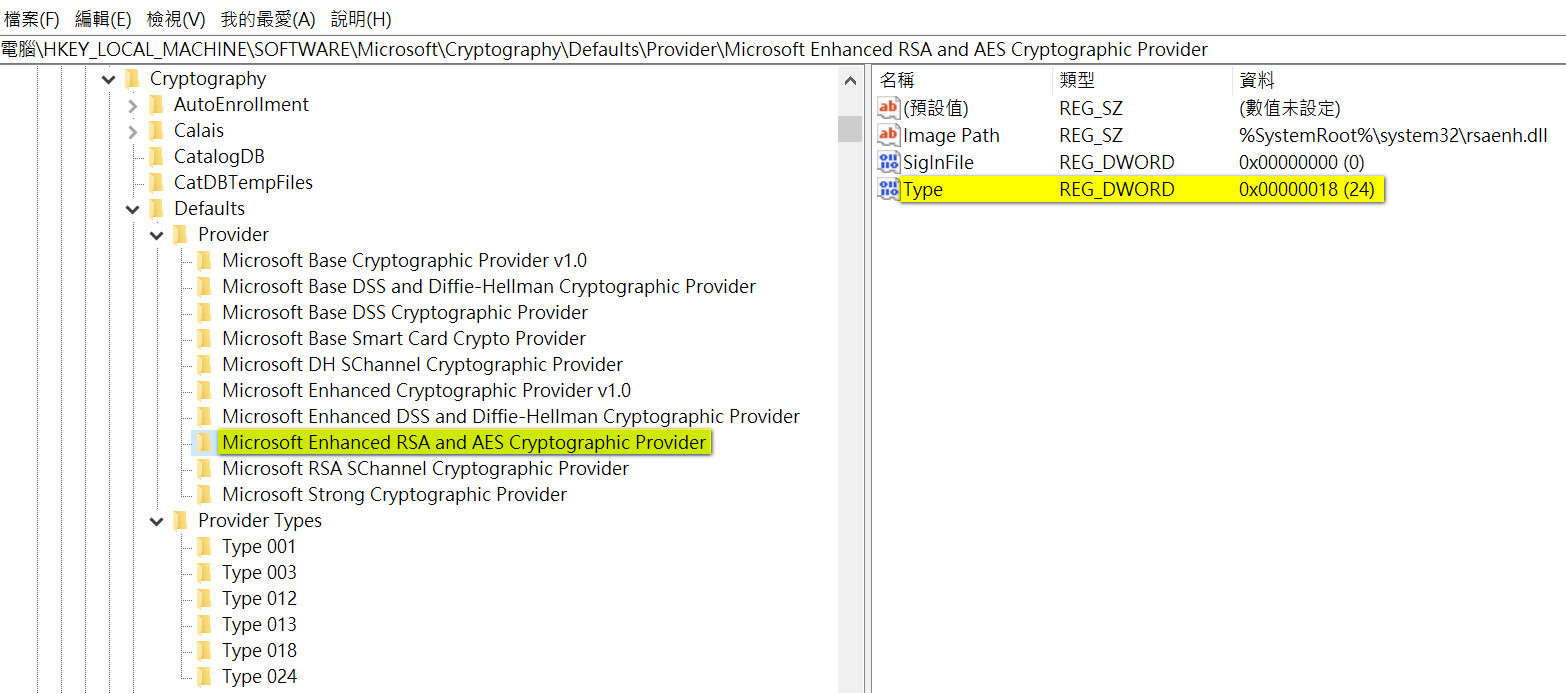 檔案(F) 編輯(E) 檢視(V) 我的最愛(A) 說明(H)
電腦\HKEY_LOCAL_MACHINE\SOFTWARE\Microsoft\Cryptography\Defaults\Provider\Microsoft Enhanced RSA and AES Cryptographic Provider
Cryptography
AutoEnrollment
Calais
CatalogDB
CatDBTempFiles
Defaults
Provider
Microsoft Base Cryptographic Provider v1.0
Microsoft Base DSS and Diffie-Hellman Cryptographic Provider
Microsoft Base DSS Cryptographic Provider
Microsoft Base Smart Card Crypto Provider
Microsoft DH SChannel Cryptographic Provider
Microsoft Enhanced Cryptographic Provider v1.0
Microsoft Enhanced DSS and Diffie-Hellman Cryptographic Provider
Microsoft Enhanced RSA and AES Cryptographic Provider
Microsoft RSA SChannel Cryptographic Provider
Microsoft Strong Cryptographic Provider
Provider Types
Type 001
Type 003
Type 012
Type 013
Type 018
Type 024
名稱 類型 資料
(預設值) REG_SZ (數值未設定)
Image Path REG_SZ %SystemRoot%\system32\rsaenh.dll
SigInFile REG_DWORD 0x00000000 (0)
Type REG_DWORD 0x00000018 (24)